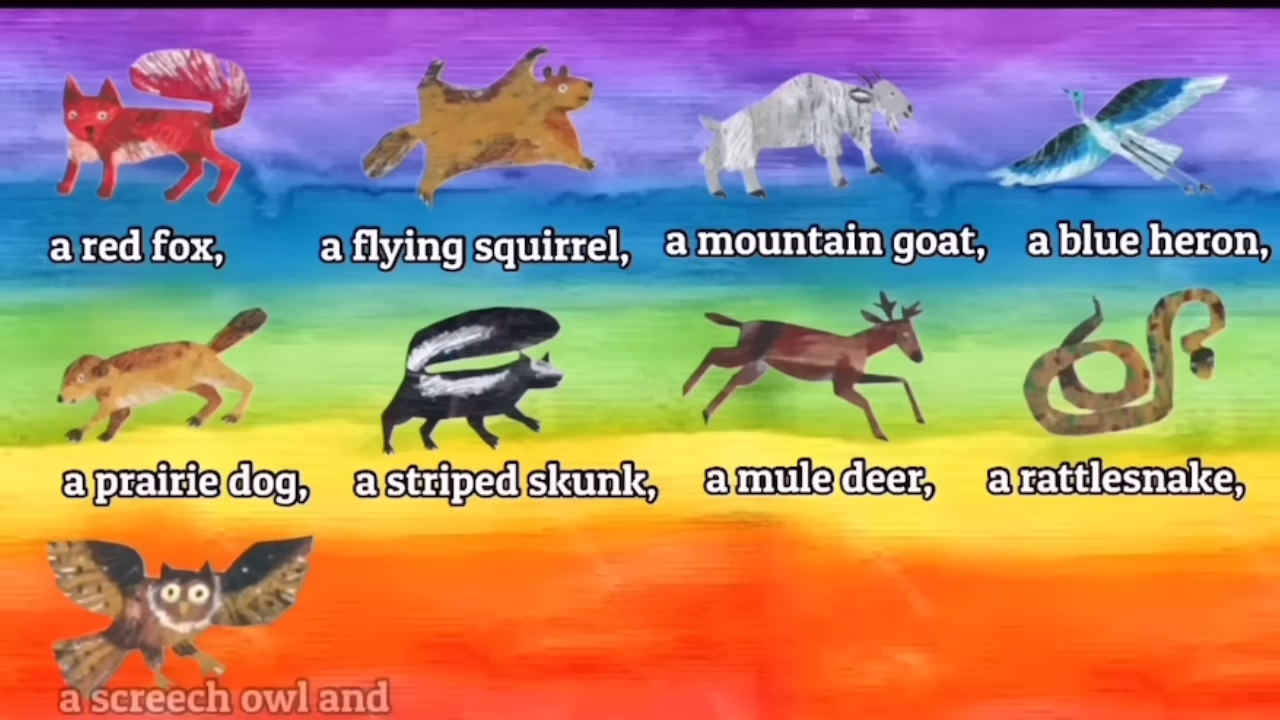 a red fox, a flying squirrel, a mountain goat, a blue heron,
a prairie dog, a striped skunk, a mule deer, a rattlesnake,
a screech owl and